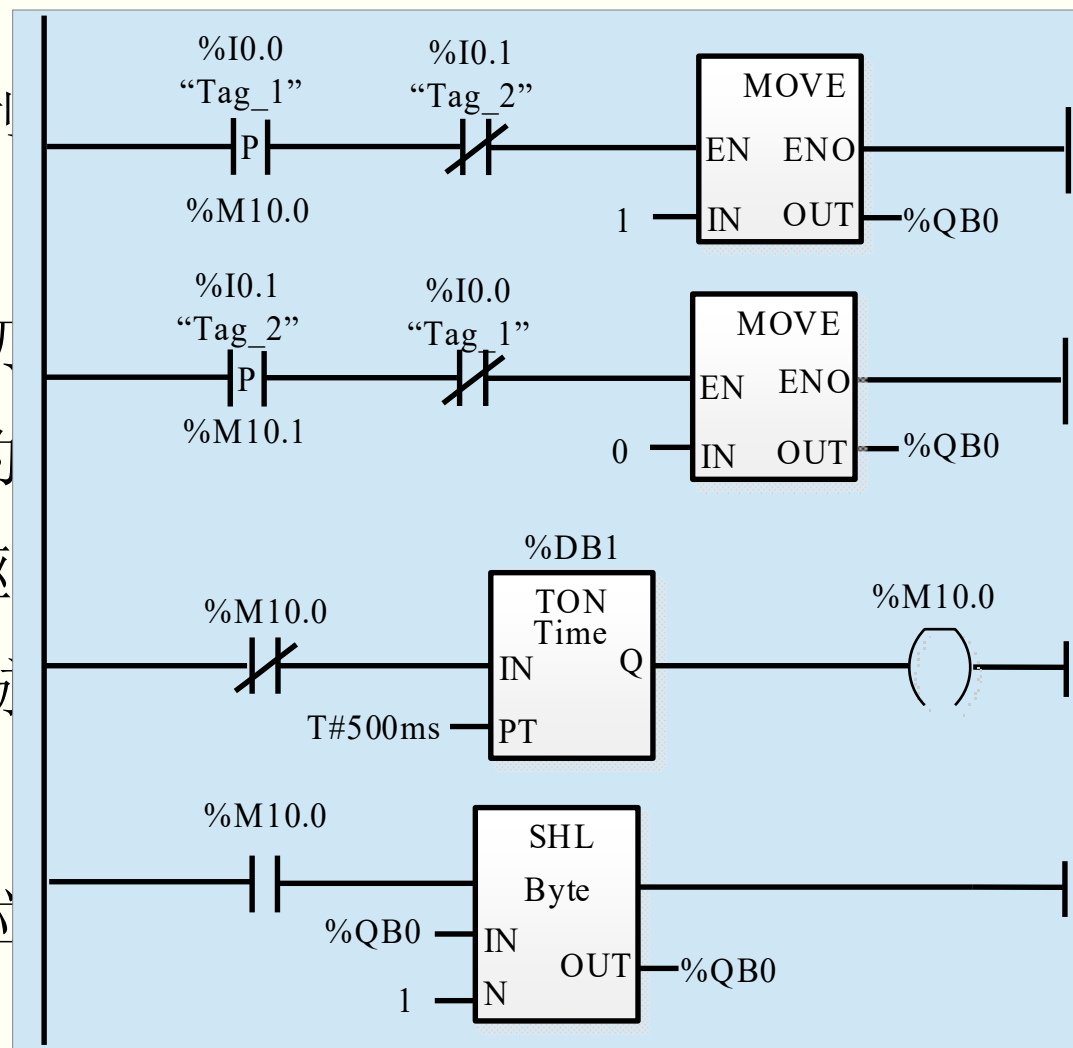 %I0.0
“Tag_1”
P
%M10.0
%I0.1
“Tag_2”
MOVE
EN ENO
1 IN OUT %QB0
%I0.1
“Tag_2”
P
%M10.1
%I0.0
“Tag_1”
MOVE
EN ENO
0 IN OUT %QB0
%M10.0
%DB1
TON
Time
IN Q
T#500ms PT
%M10.0
%M10.0
SHL
Byte
%QB0 IN
OUT %QB0
1 N